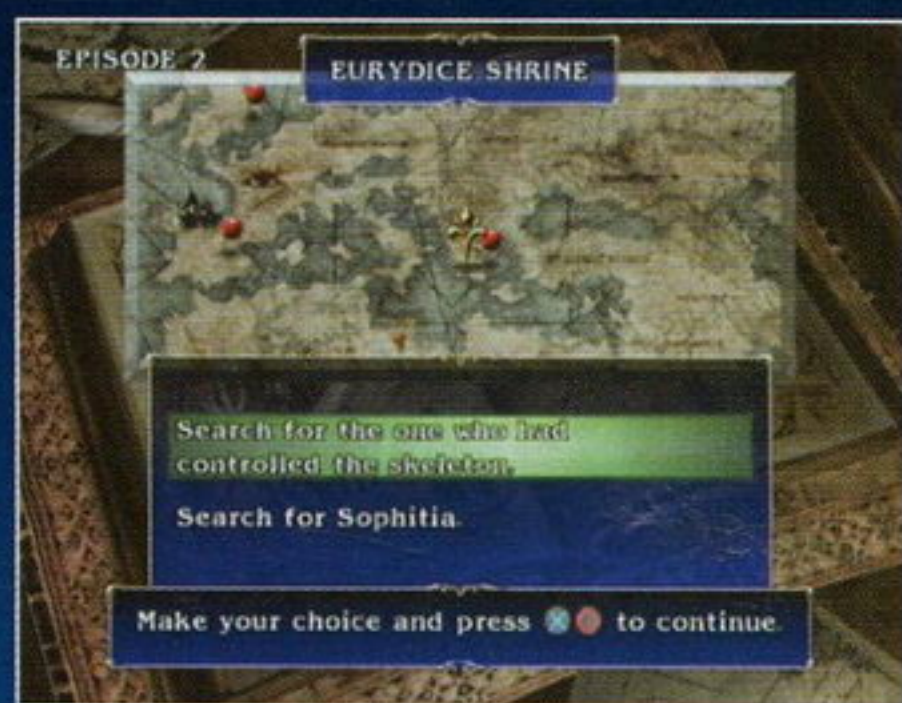 EPISODE 2
EURYDICE SHRINE
Search for the one who had
controlled the skeleton.
Search for Sophitia.
Make your choice and press to continue.